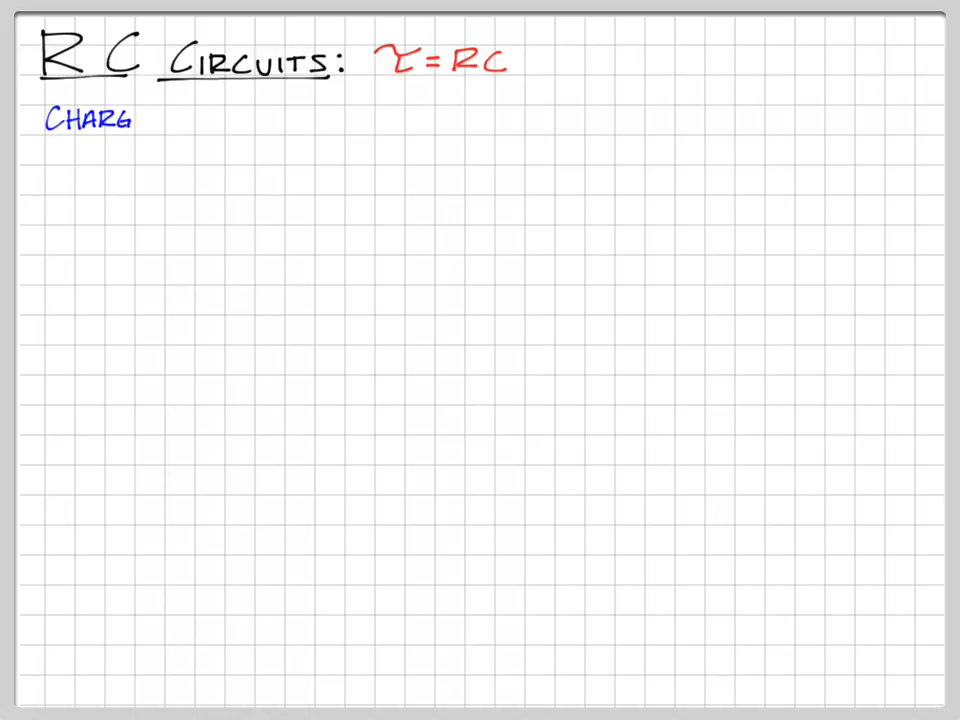 RC CIRCUITS: τ = RC
CHARG